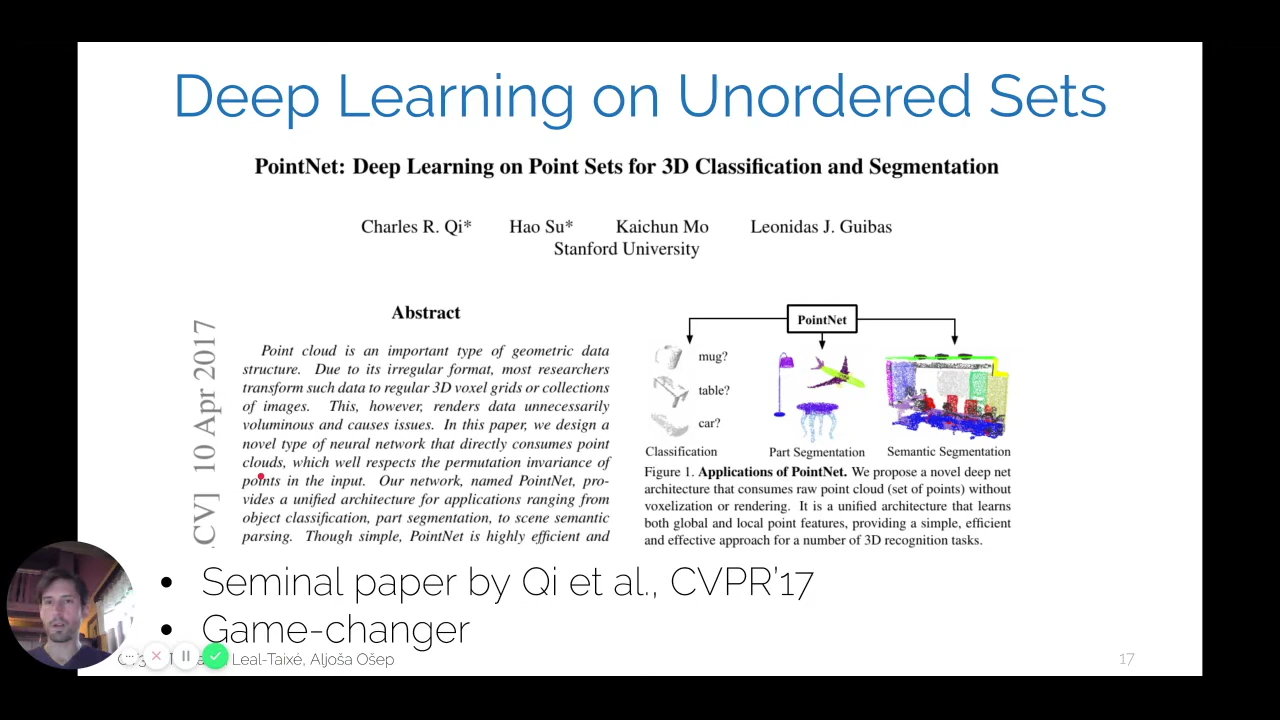 Deep Learning on Unordered Sets
PointNet: Deep Learning on Point Sets for 3D Classification and Segmentation
Charles R. Qi* Hao Su* Kaichun Mo Leonidas J. Guibas
Stanford University
.CV] 10 Apr 2017
Abstract
Point cloud is an important type of geometric data
structure. Due to its irregular format, most researchers
transform such data to regular 3D voxel grids or collections
of images. This, however, renders data unnecessarily
voluminous and causes issues. In this paper, we design a
novel type of neural network that directly consumes point
clouds, which well respects the permutation invariance of
points in the input. Our network, named PointNet, pro-
vides a unified architecture for applications ranging from
object classification, part segmentation, to scene semantic
parsing. Though simple, PointNet is highly efficient and
PointNet
mug?
table?
car?
Classification Part Segmentation Semantic Segmentation
Figure 1. Applications of PointNet. We propose a novel deep net
architecture that consumes raw point cloud (set of points) without
voxelization or rendering. It is a unified architecture that learns
both global and local point features, providing a simple, efficient
and effective approach for a number of 3D recognition tasks.
• Seminal paper by Qi et al., CVPR'17
• Game-changer
Leal-Taixé, Aljoša Ošep
17